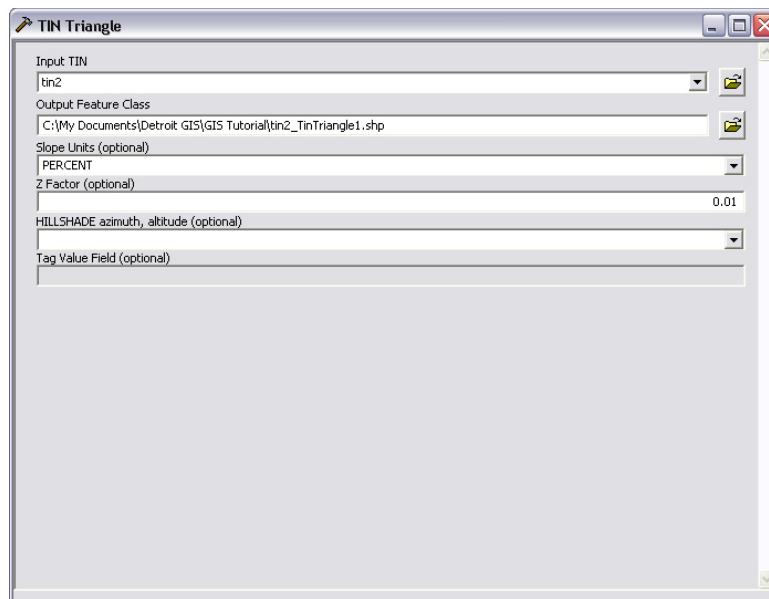 TIN Triangle
Input TIN
tin2
Output Feature Class
C:\My Documents\Detroit GIS\GIS Tutorial\tin2_TinTriangle1.shp
Slope Units (optional)
PERCENT
Z Factor (optional)
0.01
HILLSHADE azimuth, altitude (optional)
Tag Value Field (optional)